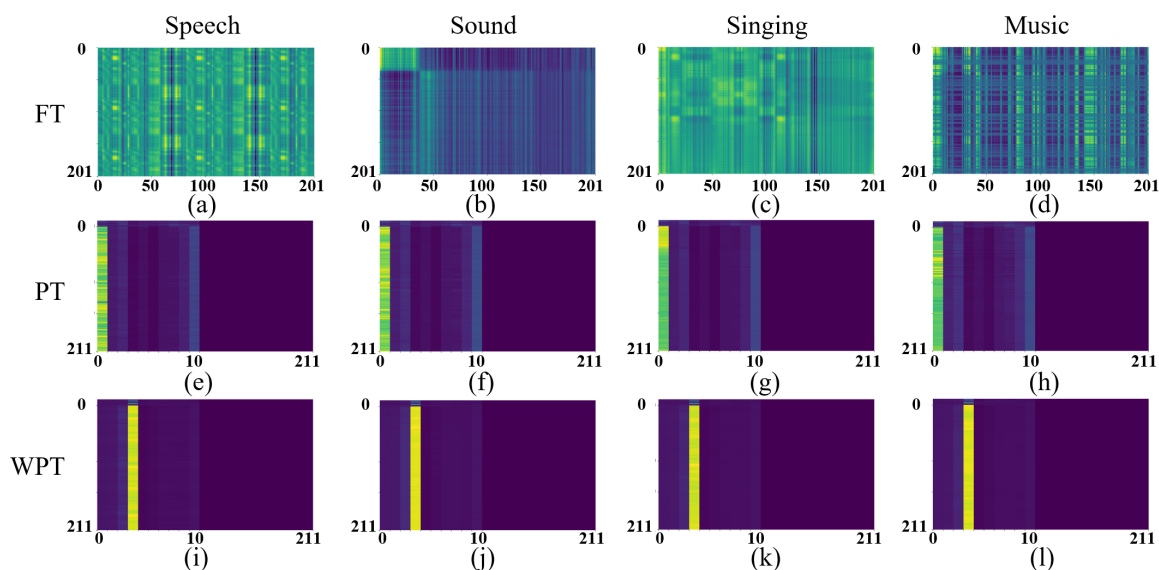 Speech Sound Singing Music
FT
0 0 0 0
201 201 201 201
0 50 100 150 201 0 50 100 150 201 0 50 100 150 201 0 50 100 150 201
(a) (b) (c) (d)
PT
0 0 0 0
211 211 211 211
0 10 211 0 10 211 0 10 211 0 10 211
(e) (f) (g) (h)
WPT
0 0 0 0
211 211 211 211
0 10 211 0 10 211 0 10 211 0 10 211
(i) (j) (k) (l)